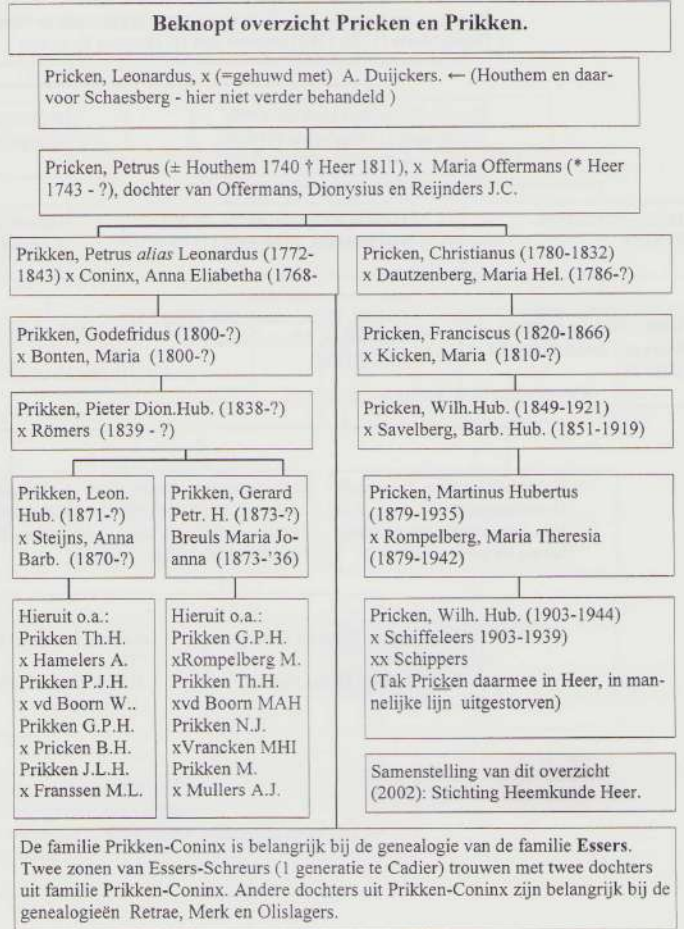 Beknopt overzicht Pricken en Prikken.
Pricken, Leonardus, x (=gehuwd met) A. Duijckers. ← (Houthem en daar-
voor Schaesberg - hier niet verder behandeld )
Pricken, Petrus (± Houthem 1740 † Heer 1811), x Maria Offermans (* Heer
1743 - ?), dochter van Offermans, Dionysius en Reijnders J.C.
Prikken, Petrus alias Leonardus (1772-
1843) x Coninx, Anna Eliabetha (1768-
Prikken, Godefridus (1800-?)
x Bonten, Maria (1800-?)
Prikken, Pieter Dion.Hub. (1838-?)
x Römers (1839 - ?)
Prikken, Leon.
Hub. (1871-?)
x Steijns, Anna
Barb. (1870-?)
Prikken, Gerard
Petr. H. (1873-?)
Breuls Maria Jo-
anna (1873-'36)
Hieruit o.a.:
Prikken Th.H.
x Hamelers A.
Prikken P.J.H.
x vd Boorn W..
Prikken G.P.H.
x Pricken B.H.
Prikken J.L.H.
x Franssen M.L.
Hieruit o.a.:
Prikken G.P.H.
xRompelberg M.
Prikken Th.H.
xvd Boorn MAH
Prikken N.J.
xVrancken MHI
Prikken M.
x Mullers A.J.
Pricken, Christianus (1780-1832)
x Dautzenberg, Maria Hel. (1786-?)
Pricken, Franciscus (1820-1866)
x Kicken, Maria (1810-?)
Pricken, Wilh.Hub. (1849-1921)
x Savelberg, Barb. Hub. (1851-1919)
Pricken, Martinus Hubertus
(1879-1935)
x Rompelberg, Maria Theresia
(1879-1942)
Pricken, Wilh. Hub. (1903-1944)
x Schiffeleers 1903-1939)
xx Schippers
(Tak Pricken daarmee in Heer, in man-
nelijke lijn uitgestorven)
Samenstelling van dit overzicht
(2002): Stichting Heemkunde Heer.
De familie Prikken-Coninx is belangrijk bij de genealogie van de familie Essers.
Twee zonen van Essers-Schreurs (1 generatie te Cadier) trouwen met twee dochters
uit familie Prikken-Coninx. Andere dochters uit Prikken-Coninx zijn belangrijk bij de
genealogieën Retrae, Merk en Olislagers.